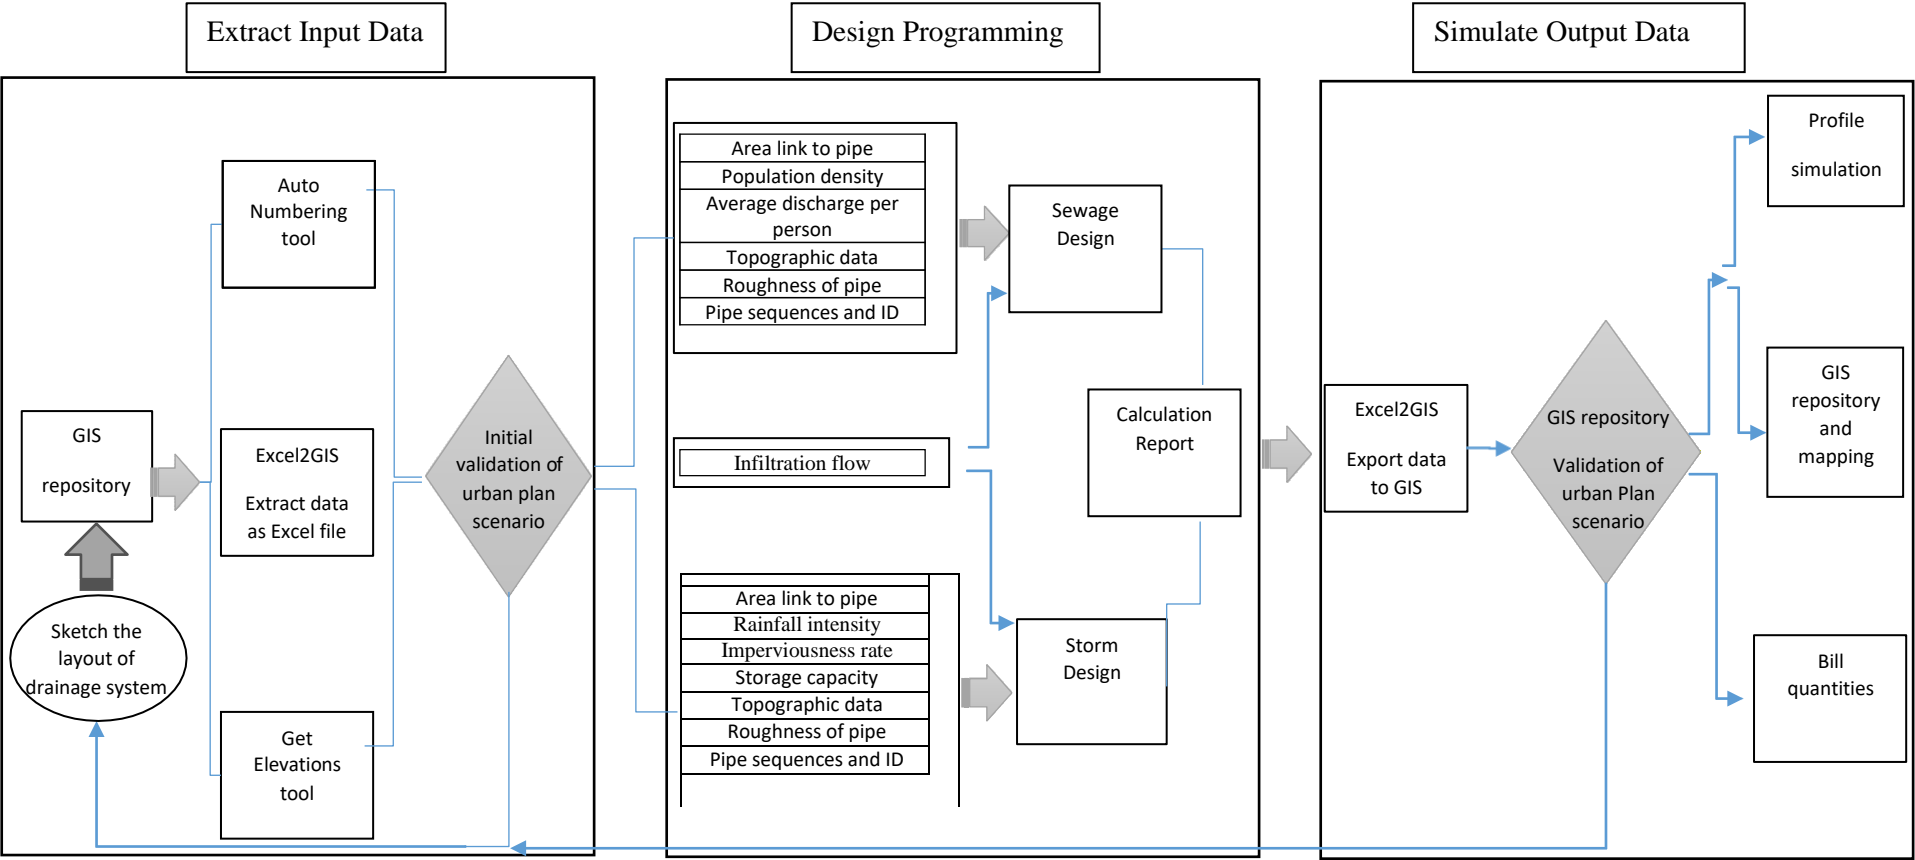 Extract Input Data
Design Programming
Simulate Output Data
Auto
Numbering
tool
GIS
repository
Excel2GIS
Extract data
as Excel file
Sketch the
layout of
drainage system
Get
Elevations
tool
Initial
validation of
urban plan
scenario
Area link to pipe
Population density
Average discharge per
person
Topographic data
Roughness of pipe
Pipe sequences and ID
Infiltration flow
Area link to pipe
Rainfall intensity
Imperviousness rate
Storage capacity
Topographic data
Roughness of pipe
Pipe sequences and ID
Sewage
Design
Calculation
Report
Storm
Design
Excel2GIS
Export data
to GIS
GIS repository
Validation of
urban Plan
scenario
Profile
simulation
GIS
repository
and
mapping
Bill
quantities